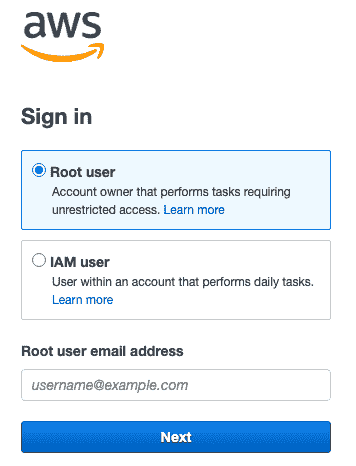 aws
Sign in
Root user
Account owner that performs tasks requiring
unrestricted access. Learn more
IAM user
User within an account that performs daily tasks.
Learn more
Root user email address
username@example.com
Next